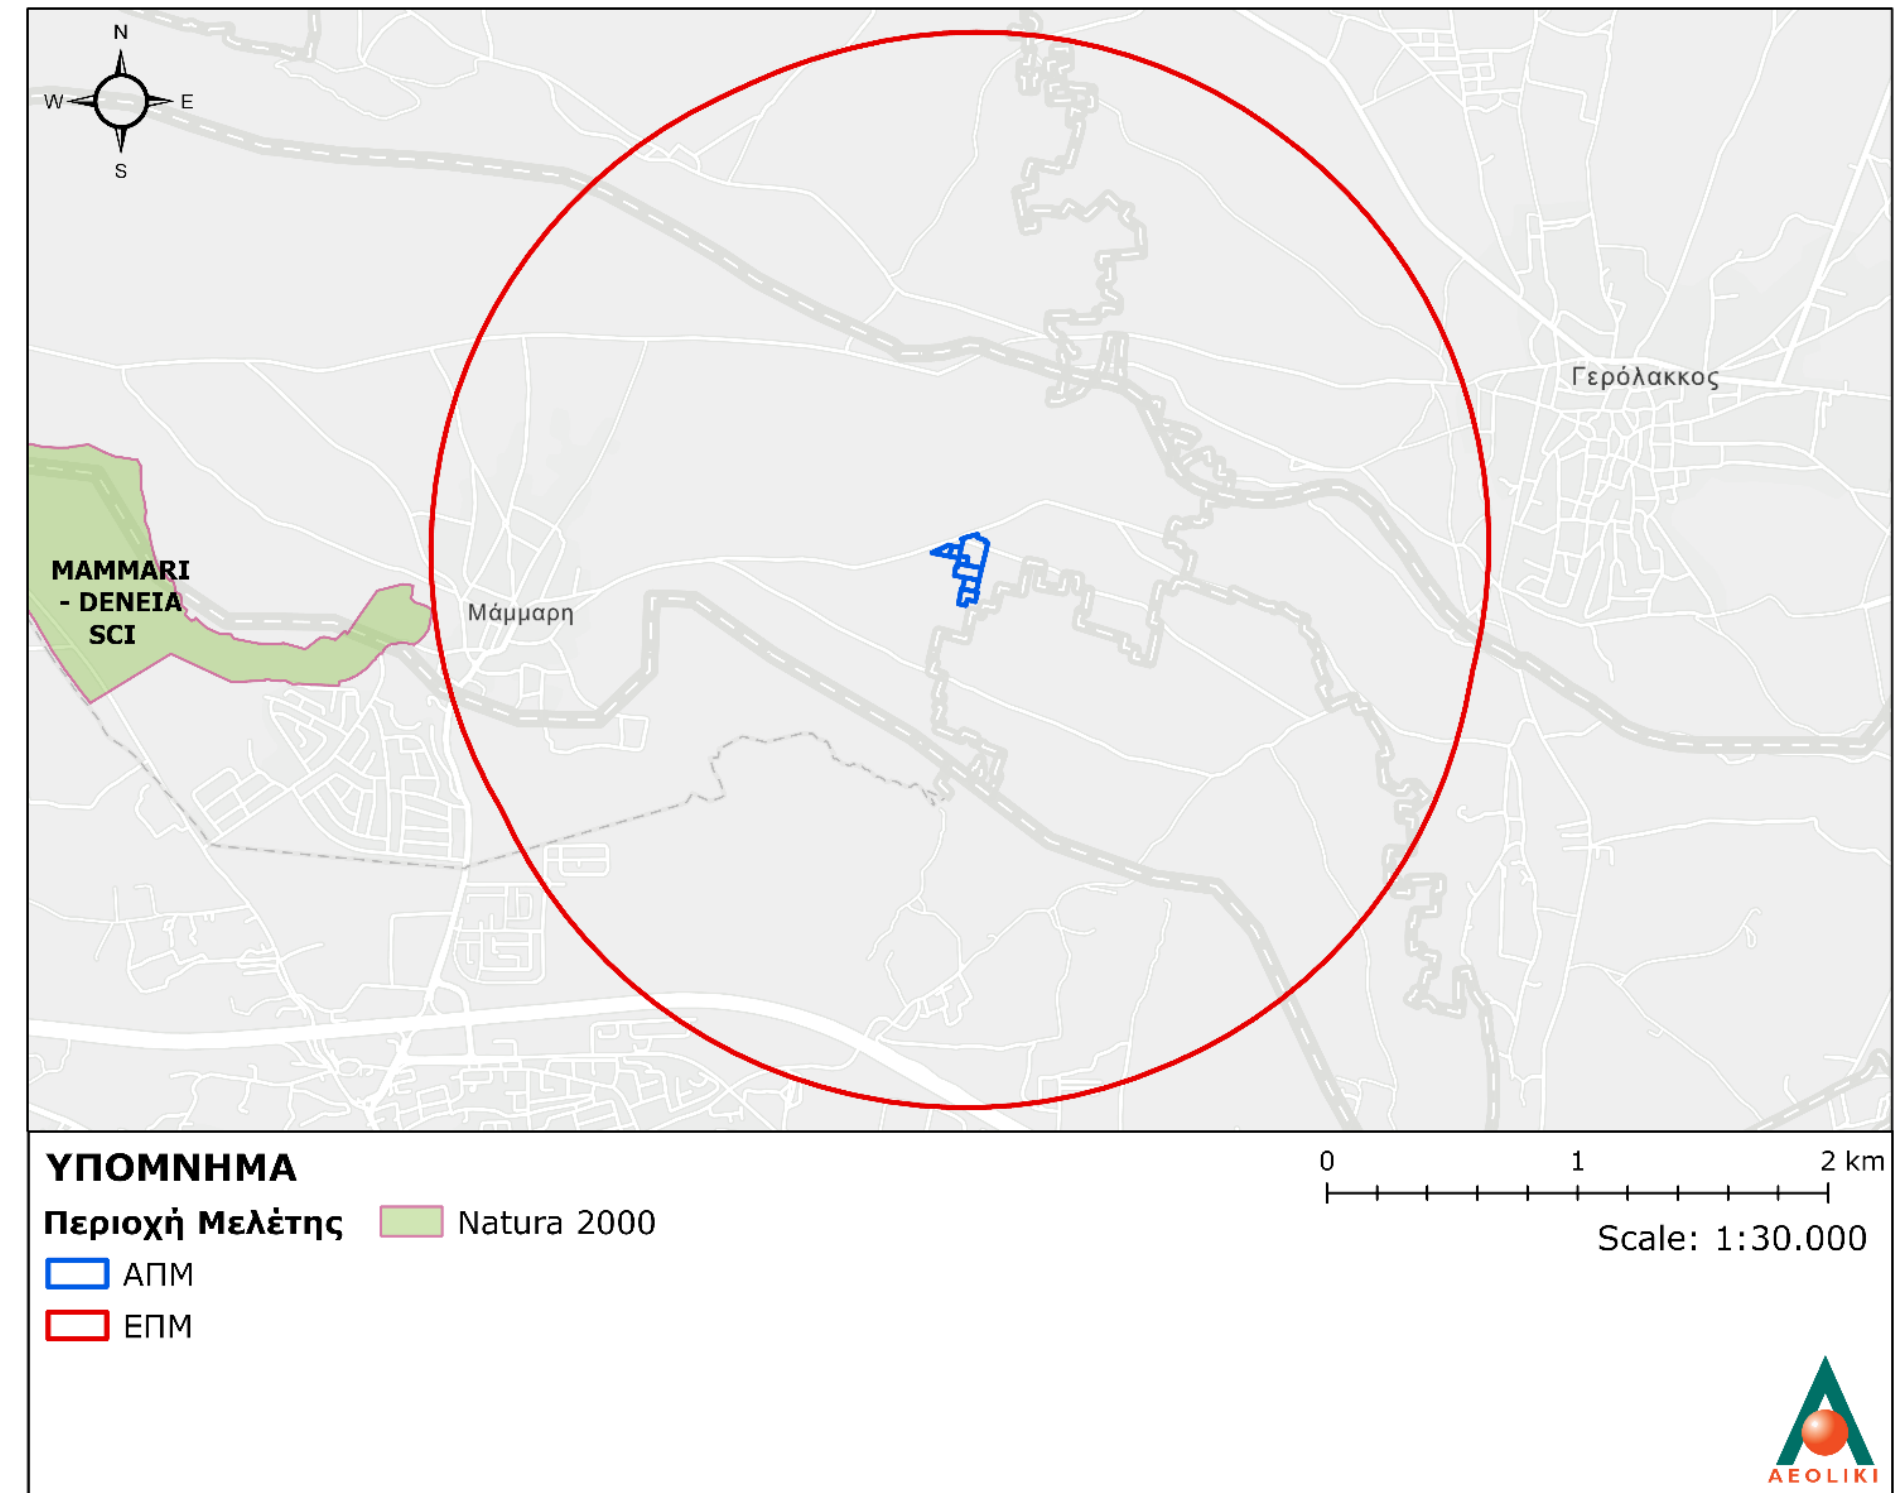 N
W E
S
Γερόλακκος
MAMMARI
- DENEIA
SCI
Μάμμαρη
ΥΠΟΜΝΗΜΑ
Περιοχή Μελέτης
Natura 2000
ΑΠΜ
ΕΠΜ
0 1 2 km
Scale: 1:30.000
AEOLIKI